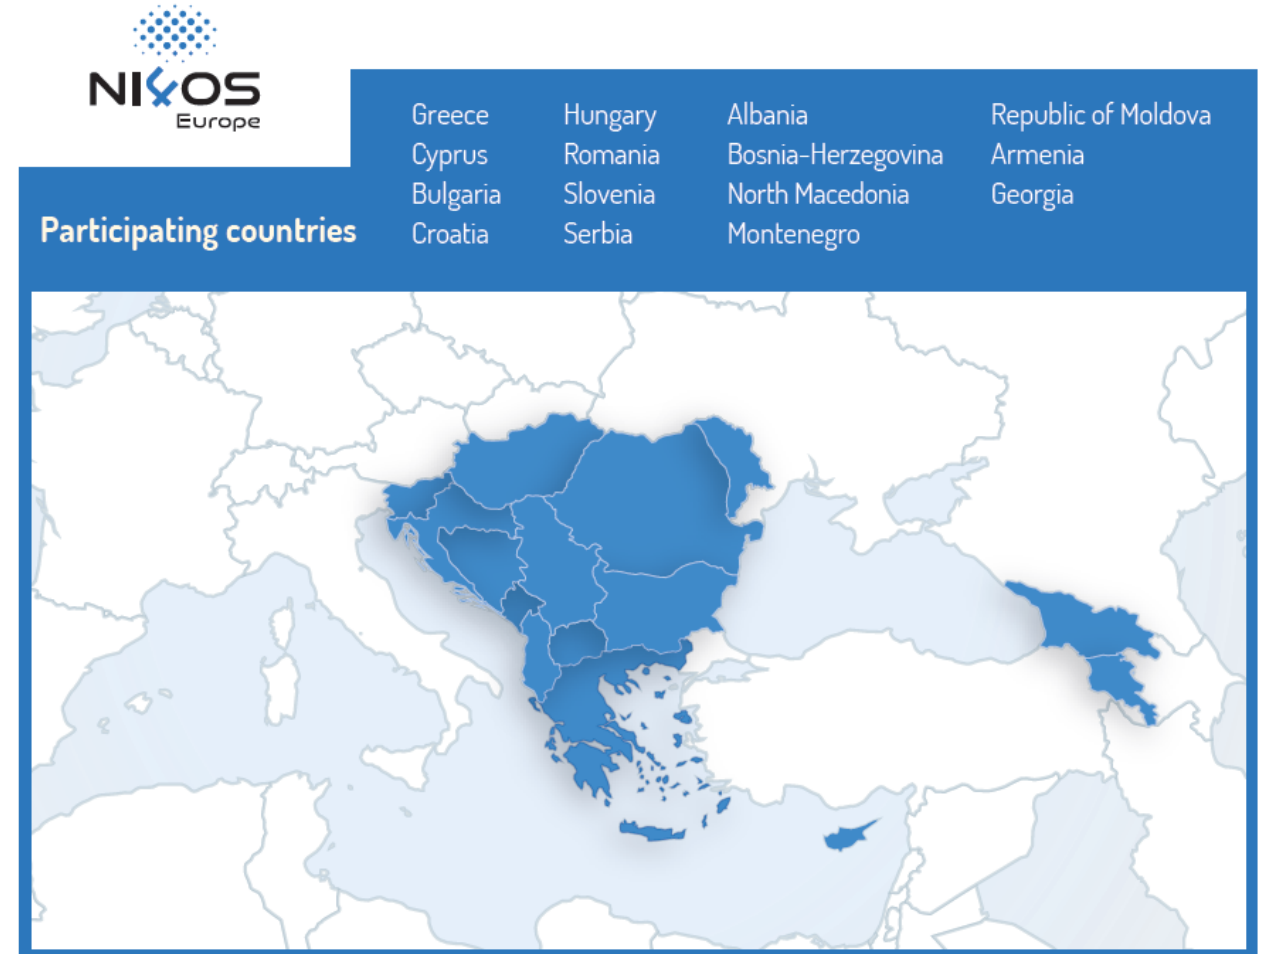 NI4OS
Europe
Participating countries
Greece
Cyprus
Bulgaria
Croatia
Hungary
Romania
Slovenia
Serbia
Albania
Bosnia-Herzegovina
North Macedonia
Montenegro
Republic of Moldova
Armenia
Georgia